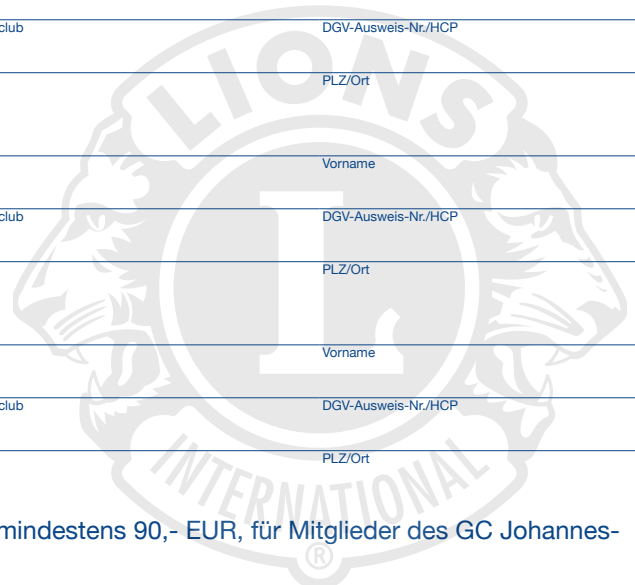 club DGV-Ausweis-Nr./HCP
PLZ/Ort
LIONS
Vorname
club DGV-Ausweis-Nr./HCP
L
PLZ/Ort
Vorname
club DGV-Ausweis-Nr./HCP
PLZ/Ort
INTERNATIONAL
mindestens 90,- EUR, für Mitglieder des GC Johannes-
®